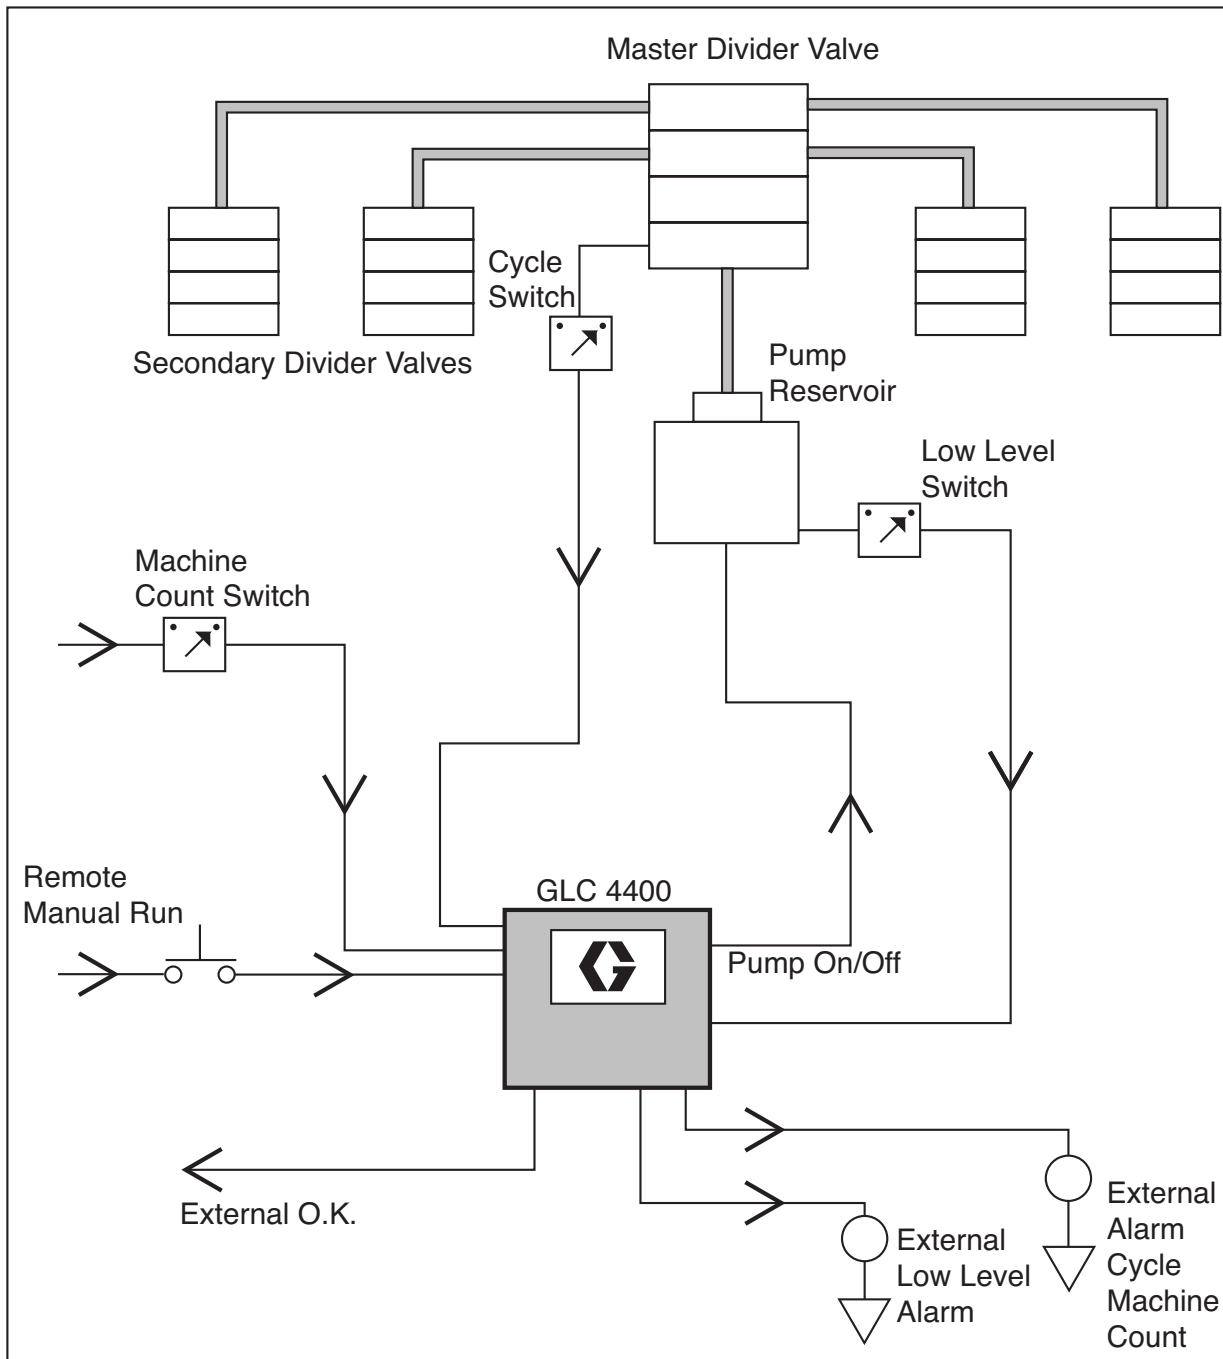 Master Divider Valve
Cycle
Switch
Secondary Divider Valves
Pump
Reservoir
Low Level
Switch
Machine
Count Switch
Remote
Manual Run
GLC 4400
Pump On/Off
External O.K.
External
Low Level
Alarm
External
Alarm
Cycle
Machine
Count